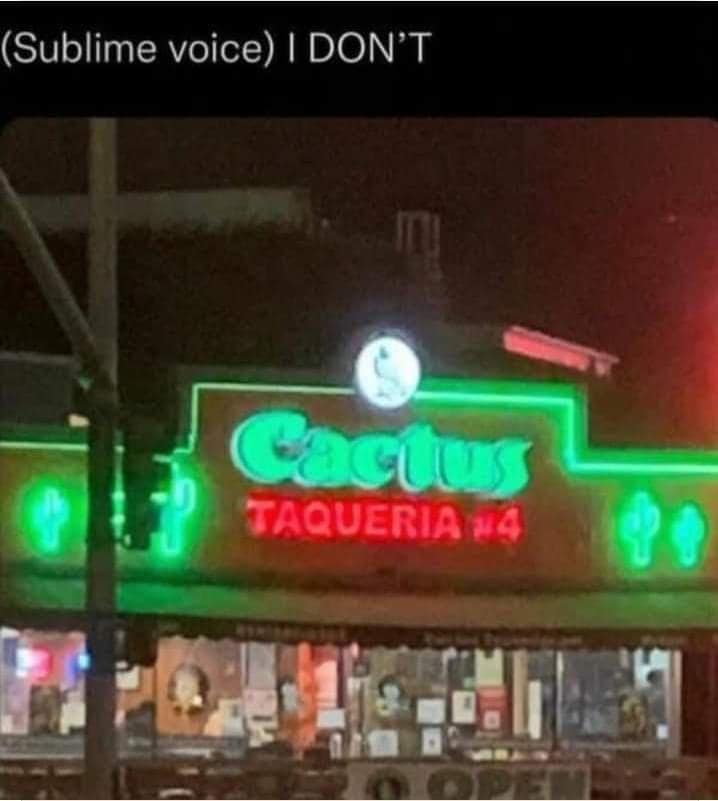 (Sublime voice) I DON'T
Cactus
TAQUERIA #4
OPEN